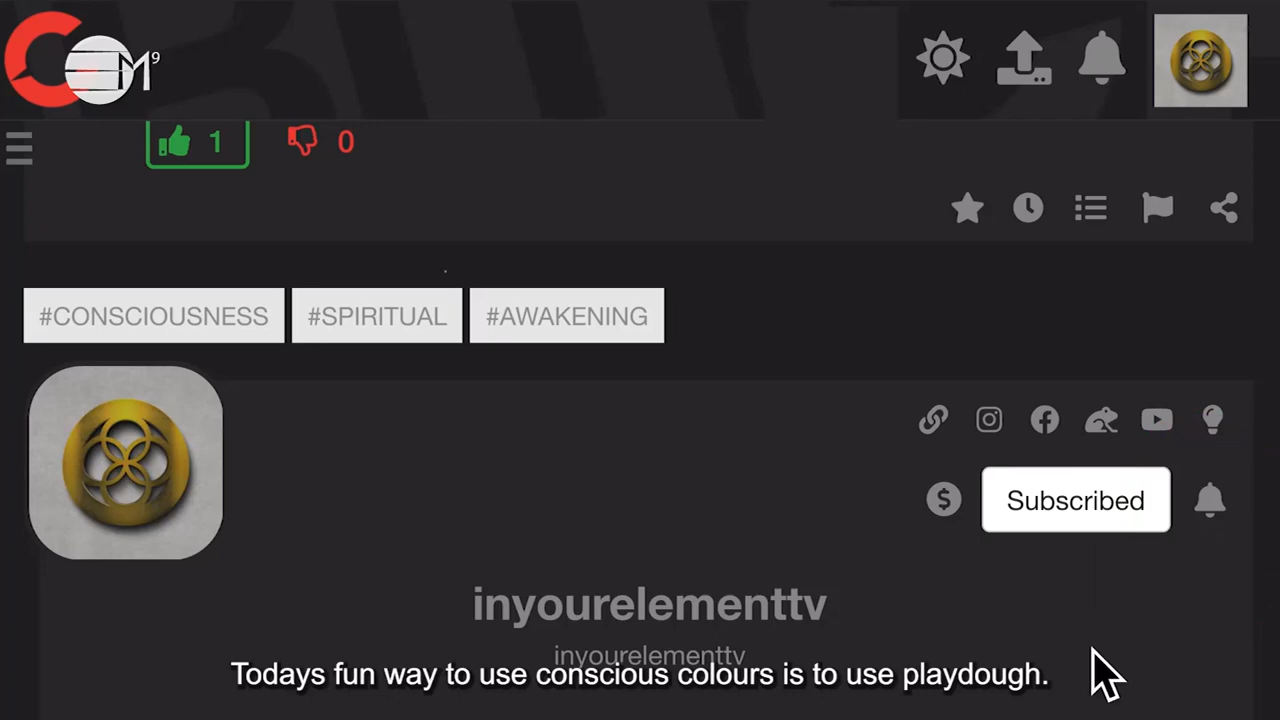 M9
1
0
#CONSCIOUSNESS #SPIRITUAL #AWAKENING
Subscribed
inyourelementtv
inyourelementtv
Todays fun way to use conscious colours is to use playdough.